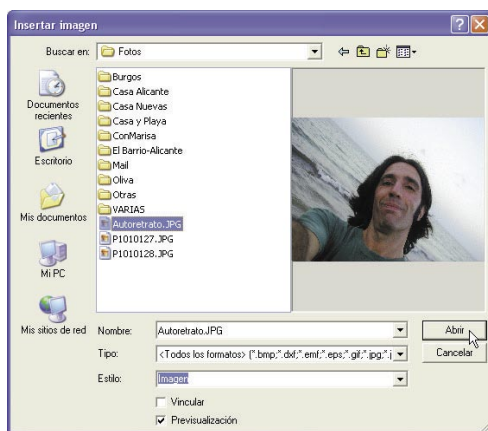 Insertar imagen
Buscar en: Fotos
Documentos recientes
Escritorio
Mis documentos
Mi PC
Mis sitios de red
Burgos
Casa Alicante
Casa Nuevas
Casa y Playa
ConMarisa
El Barrio-Alicante
Mail
Oliva
Otras
VARIAS
Autoretrato.JPG
P1010127.JPG
P1010128.JPG
Nombre: Autoretrato.JPG Abrir
Tipo: <Todos los formatos> (*.bmp;*.dxf;*.emf;*.eps;*.gif;*.jpg;*.j Cancelar
Estilo: Imagen
Vincular
Previsualización